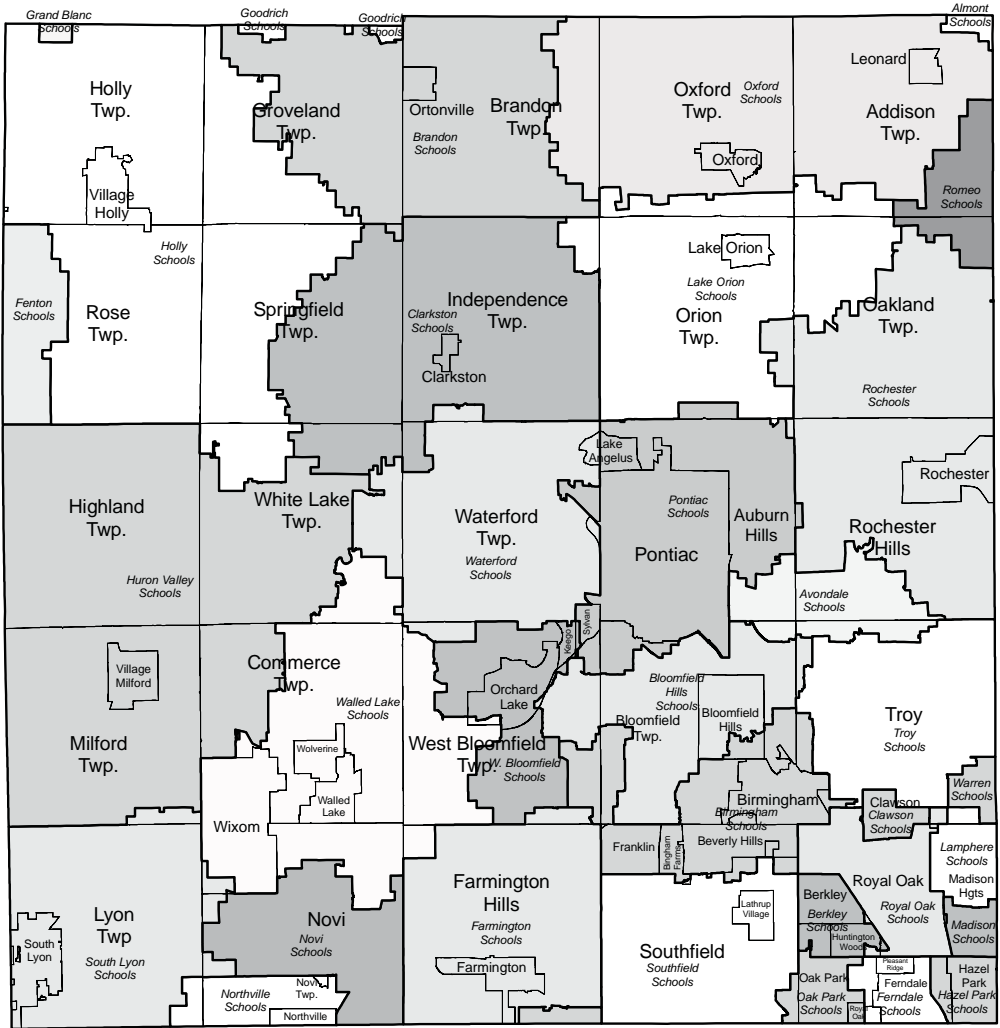 Grand Blanc
Schools
Goodrich
Schools
Goodrich
Schools
Almont
Schools
Holly
Twp.
Groveland
Twp.
Ortonville
Brandon
Twp.
Brandon
Schools
Oxford
Twp.
Oxford
Schools
Oxford
Leonard
Addison
Twp.
Romeo
Schools
Village
Holly
Holly
Schools
Fenton
Schools
Rose
Twp.
Springfield
Twp.
Clarkston
Schools
Independence
Twp.
Clarkston
Lake Orion
Lake Orion
Schools
Orion
Twp.
Oakland
Twp.
Rochester
Schools
Highland
Twp.
Huron Valley
Schools
White Lake
Twp.
Waterford
Twp.
Waterford
Schools
Lake
Angelus
Pontiac
Schools
Pontiac
Auburn
Hills
Rochester
Rochester
Hills
Avondale
Schools
Village
Milford
Milford
Twp.
Commerce
Twp.
Walled Lake
Schools
Wolverine
Walled
Lake
Wixom
Keego
Sylvan
Orchard
Lake
West Bloomfield
Twp.
W. Bloomfield
Schools
Bloomfield
Hills
Schools
Bloomfield
Twp.
Bloomfield
Hills
Troy
Troy
Schools
Warren
Schools
Birmingham
Birmingham
Schools
Clawson
Clawson
Schools
Franklin
Bingham
Farms
Beverly Hills
Lamphere
Schools
Madison
Hgts
Royal Oak
Royal Oak
Schools
Berkley
Berkley
Schools
Huntington
Woods
Madison
Schools
Lyon
Twp
South
Lyon
South Lyon
Schools
Novi
Novi
Schools
Novi
Twp.
Northville
Schools
Northville
Farmington
Hills
Farmington
Schools
Farmington
Lathrup
Village
Southfield
Southfield
Schools
Oak Park
Oak Park
Schools
Royal
Oak
Pleasant
Ridge
Ferndale
Ferndale
Schools
Hazel
Park
Hazel Park
Schools